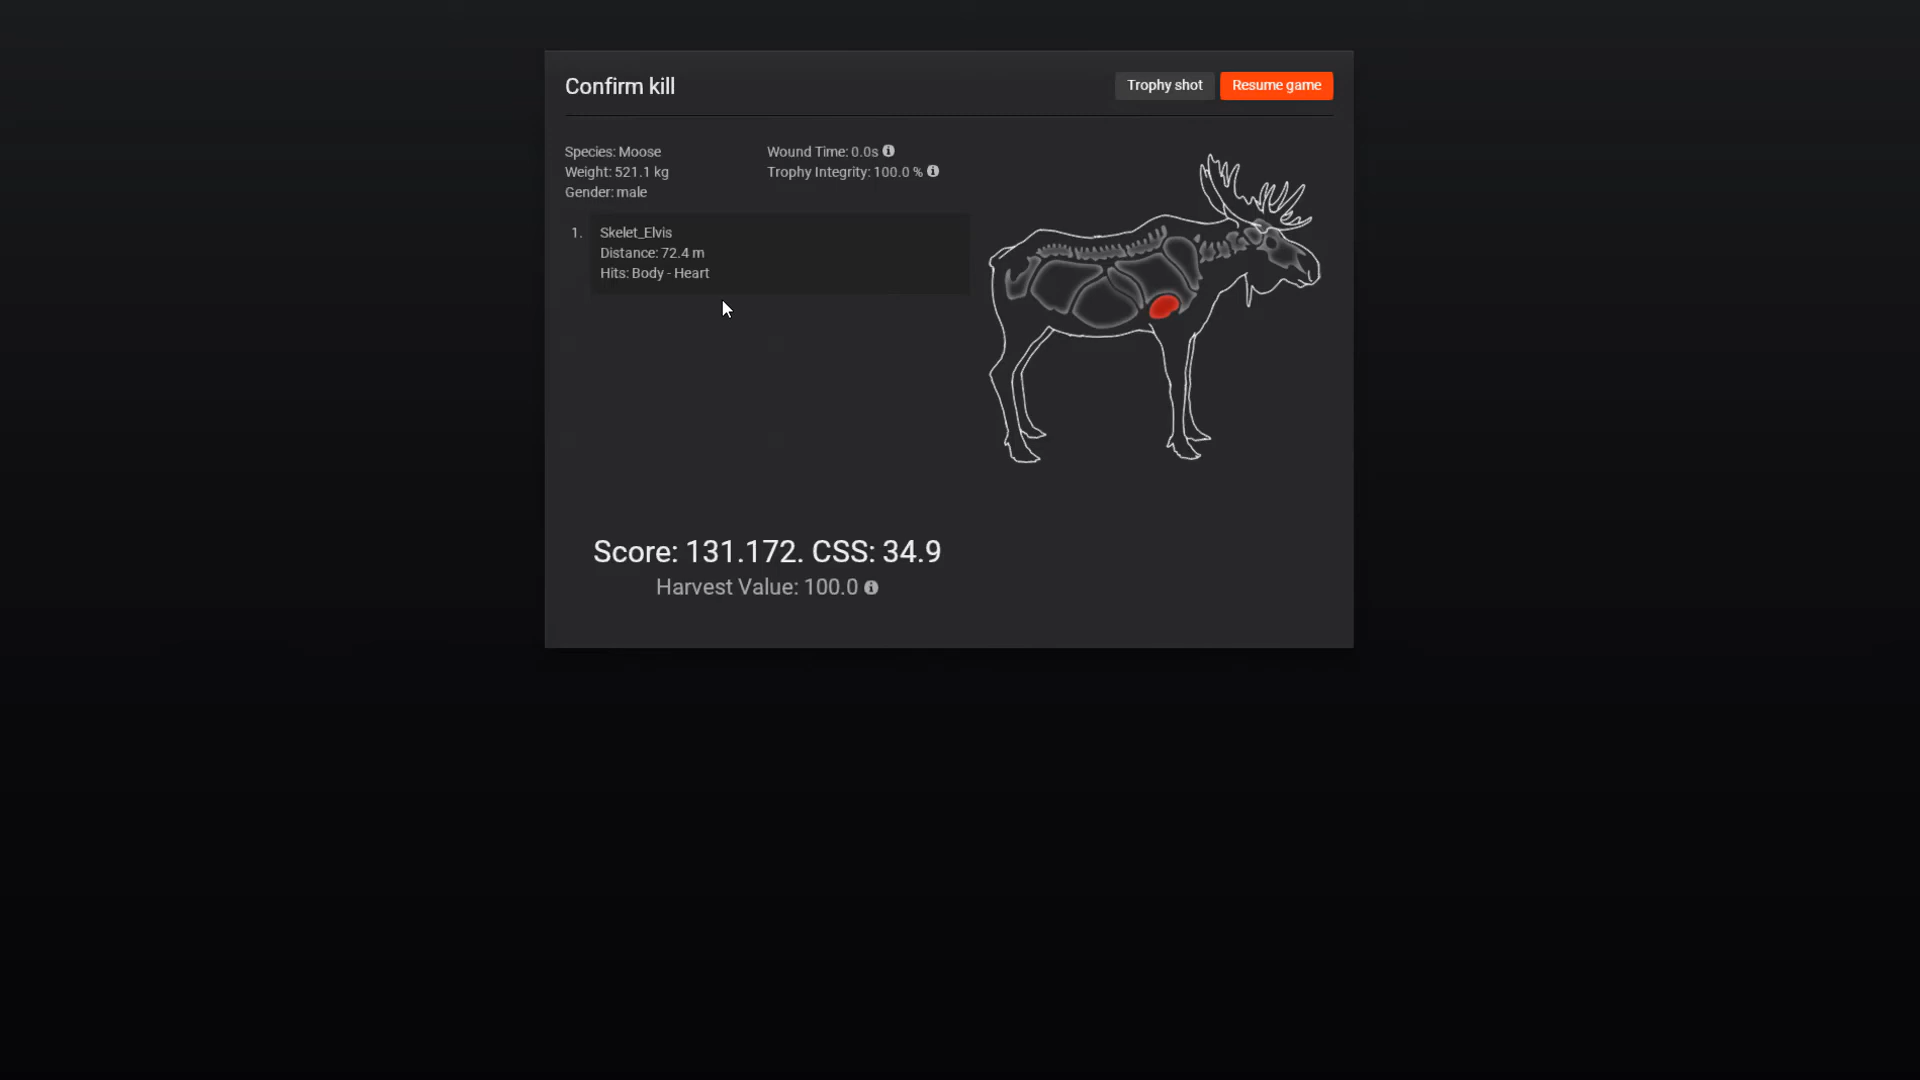 Confirm kill
Trophy shot
Resume game
Species: Moose
Weight: 521.1 kg
Gender: male
Wound Time: 0.0s
Trophy Integrity: 100.0 %
1.
Skelet_Elvis
Distance: 72.4 m
Hits: Body - Heart
Score: 131.172. CSS: 34.9
Harvest Value: 100.0